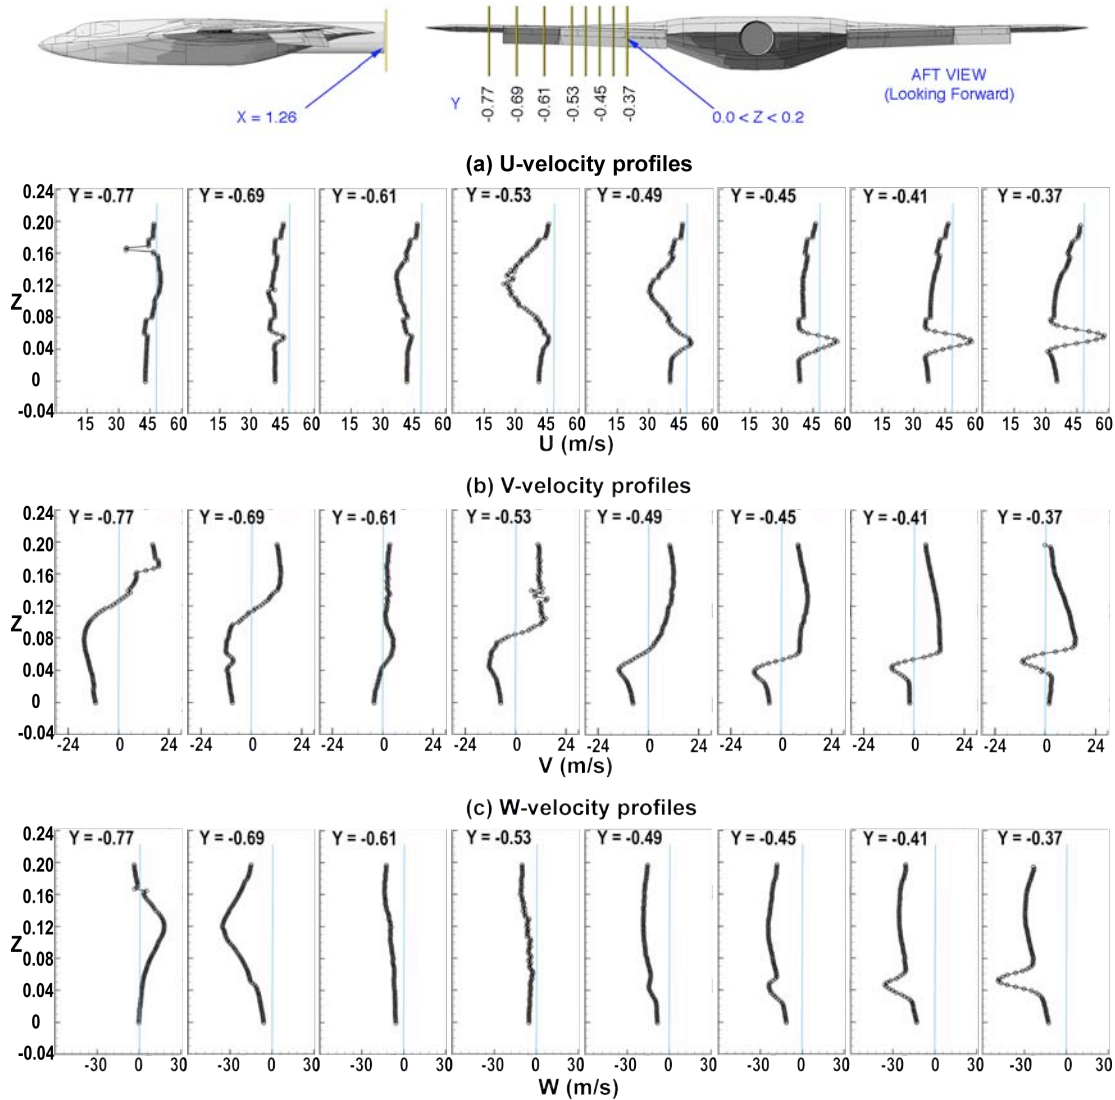 X = 1.26
Y
-0.77
-0.69
-0.61
-0.53
-0.45
-0.37
0.0 < Z < 0.2
AFT VIEW
(Looking Forward)
(a) U-velocity profiles
Y = -0.77 Y = -0.69 Y = -0.61 Y = -0.53 Y = -0.49 Y = -0.45 Y = -0.41 Y = -0.37
0.24
0.20
0.16
0.12
Z
0.08
0.04
0
-0.04
15 30 45 60 15 30 45 60 15 30 45 60 15 30 45 60 15 30 45 60 15 30 45 60 15 30 45 60 15 30 45 60
U (m/s)
(b) V-velocity profiles
Y = -0.77 Y = -0.69 Y = -0.61 Y = -0.53 Y = -0.49 Y = -0.45 Y = -0.41 Y = -0.37
0.24
0.20
0.16
0.12
Z
0.08
0.04
0
-0.04
-24 0 24 -24 0 24 -24 0 24 -24 0 24 -24 0 24 -24 0 24 -24 0 24 -24 0 24
V (m/s)
(c) W-velocity profiles
Y = -0.77 Y = -0.69 Y = -0.61 Y = -0.53 Y = -0.49 Y = -0.45 Y = -0.41 Y = -0.37
0.24
0.20
0.16
0.12
Z
0.08
0.04
0
-0.04
-30 0 30 -30 0 30 -30 0 30 -30 0 30 -30 0 30 -30 0 30 -30 0 30 -30 0 30
W (m/s)